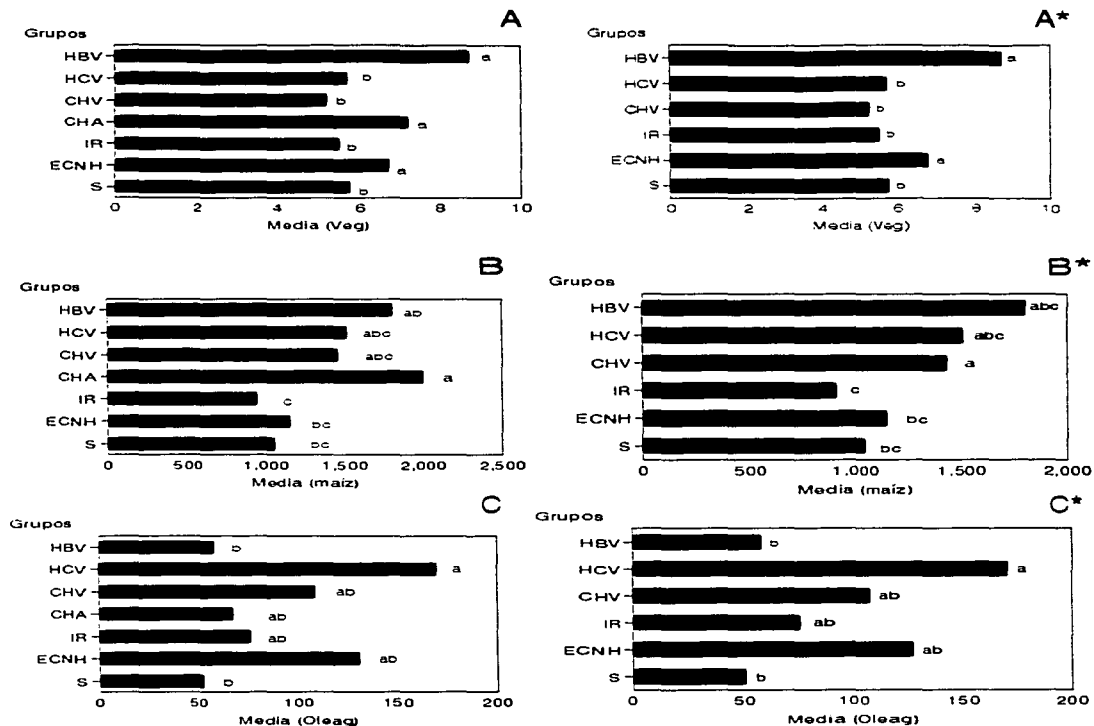 A
Grupos
HBV a
HCV b
CHV b
CHA a
IR b
ECNH a
S b
0 2 4 6 8 10
Media (Veg)
A*
Grupos
HBV a
HCV b
CHV b
IR b
ECNH a
S b
0 2 4 6 8 10
Media (Veg)
B
Grupos
HBV ab
HCV abc
CHV abc
CHA a
IR c
ECNH bc
S bc
0 500 1.000 1.500 2.000 2.500
Media (maíz)
B*
Grupos
HBV abc
HCV abc
CHV a
IR c
ECNH bc
S bc
0 500 1.000 1.500 2,000
Media (maíz)
C
Grupos
HBV b
HCV a
CHV ab
CHA ab
IR ab
ECNH ab
S b
0 50 100 150 200
Media (Oleag)
C*
Grupos
HBV b
HCV a
CHV ab
IR ab
ECNH ab
S b
0 50 100 150 200
Media (Oleag)